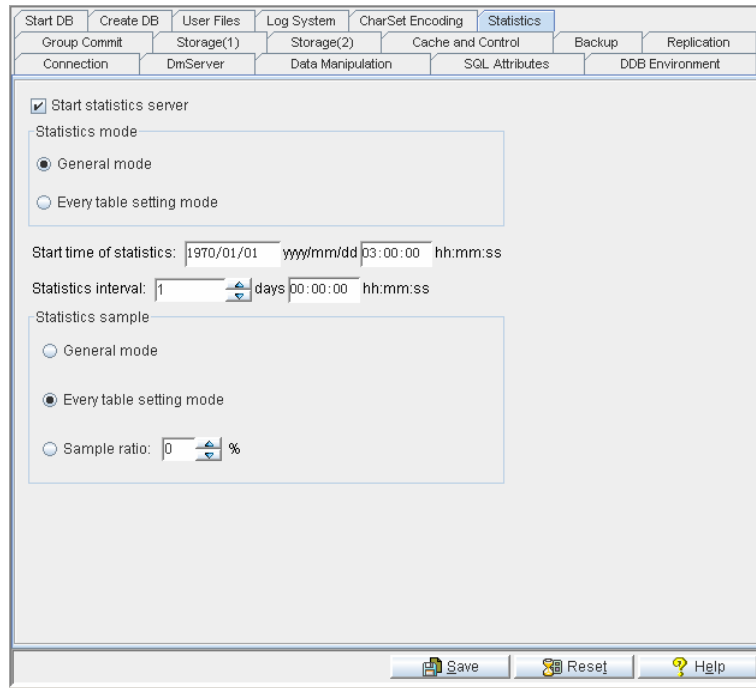 Start DB Create DB User Files Log System CharSet Encoding Statistics
Group Commit Storage(1) Storage(2) Cache and Control Backup Replication
Connection DmServer Data Manipulation SQL Attributes DDB Environment
Start statistics server
Statistics mode
General mode
Every table setting mode
Start time of statistics: 1970/01/01 yyyy/mm/dd 03:00:00 hh:mm:ss
Statistics interval: 1 days 00:00:00 hh:mm:ss
Statistics sample
General mode
Every table setting mode
Sample ratio: 0 %
Save Reset Help